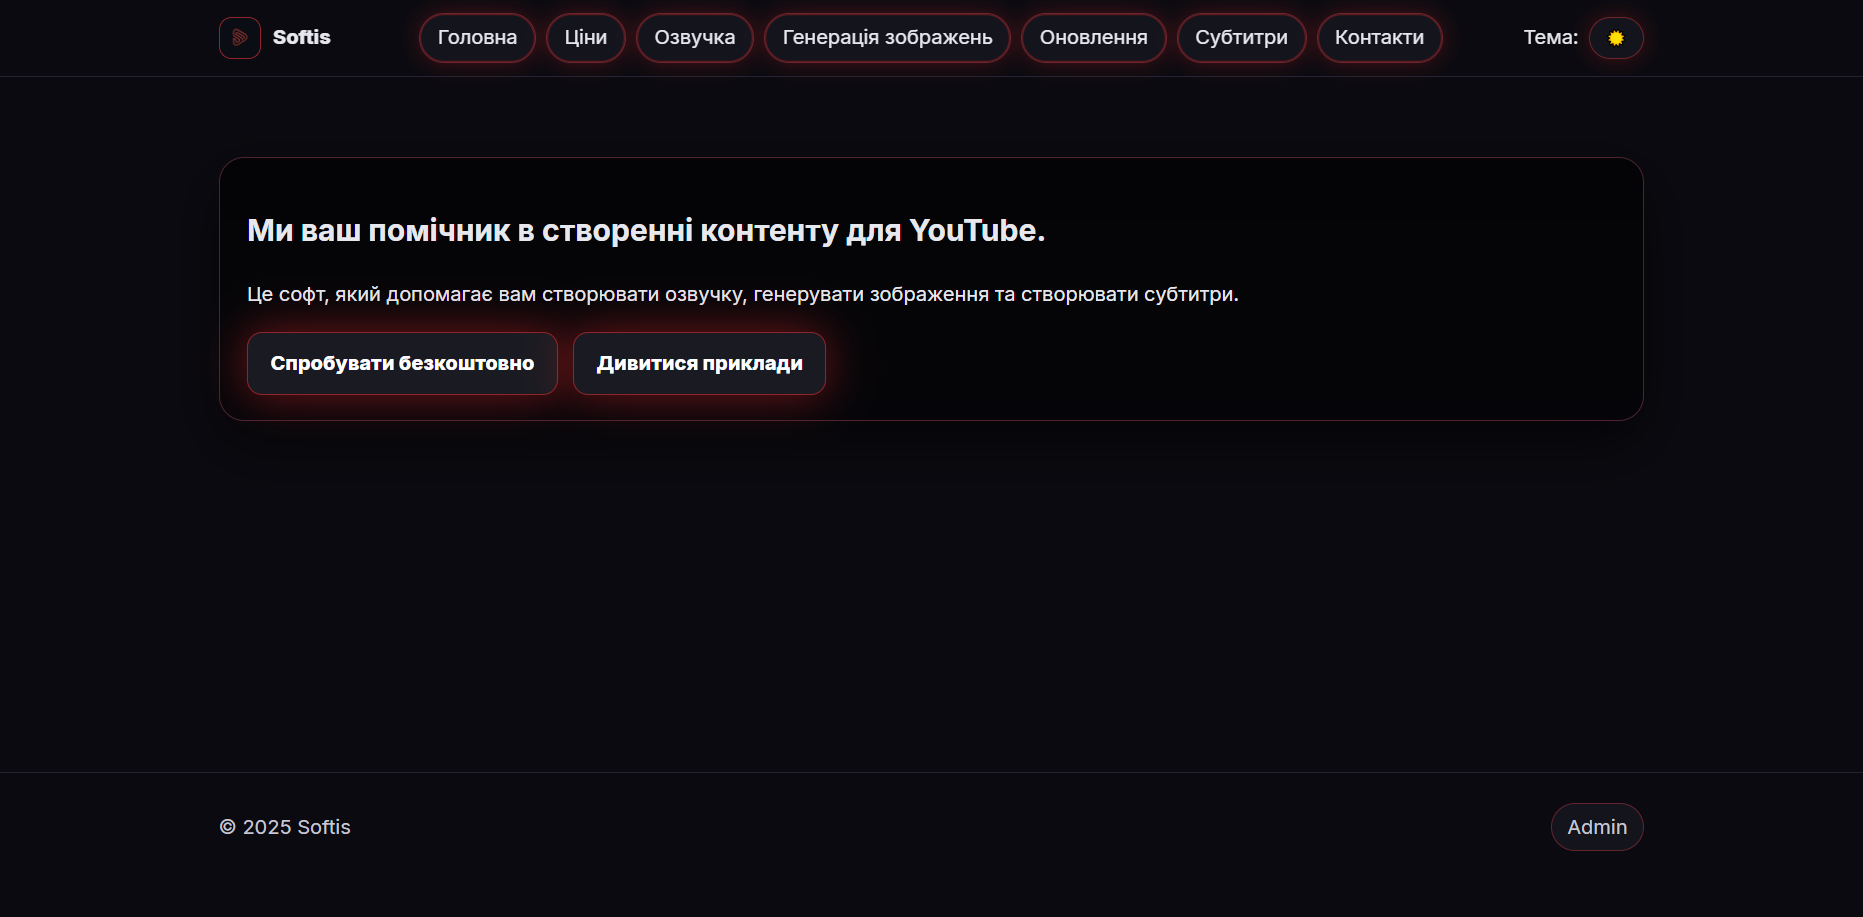 Softis
Головна
Ціни
Озвучка
Генерація зображень
Оновлення
Субтитри
Контакти
Тема:
Ми ваш помічник в створенні контенту для YouTube.
Це софт, який допомагає вам створювати озвучку, генерувати зображення та створювати субтитри.
Спробувати безкоштовно
Дивитися приклади
© 2025 Softis
Admin